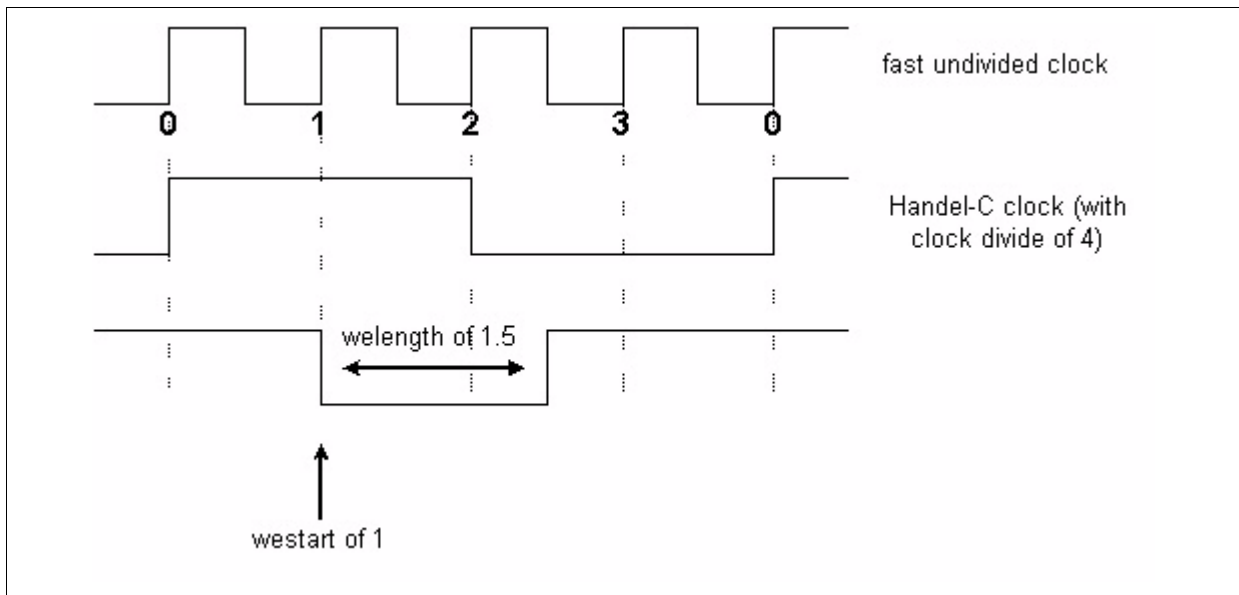 fast undivided clock
0 1 2 3 0
Handel-C clock (with
clock divide of 4)
welength of 1.5
westart of 1